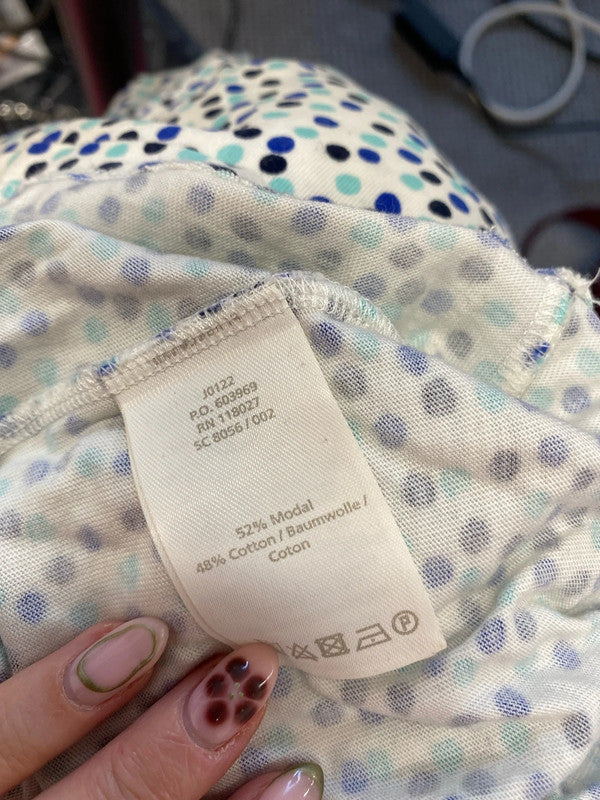 J0122
P.O. 603969
RN 118027
SC 8056 / 002
52% Modal
48% Cotton / Baumwolle /
Coton
P